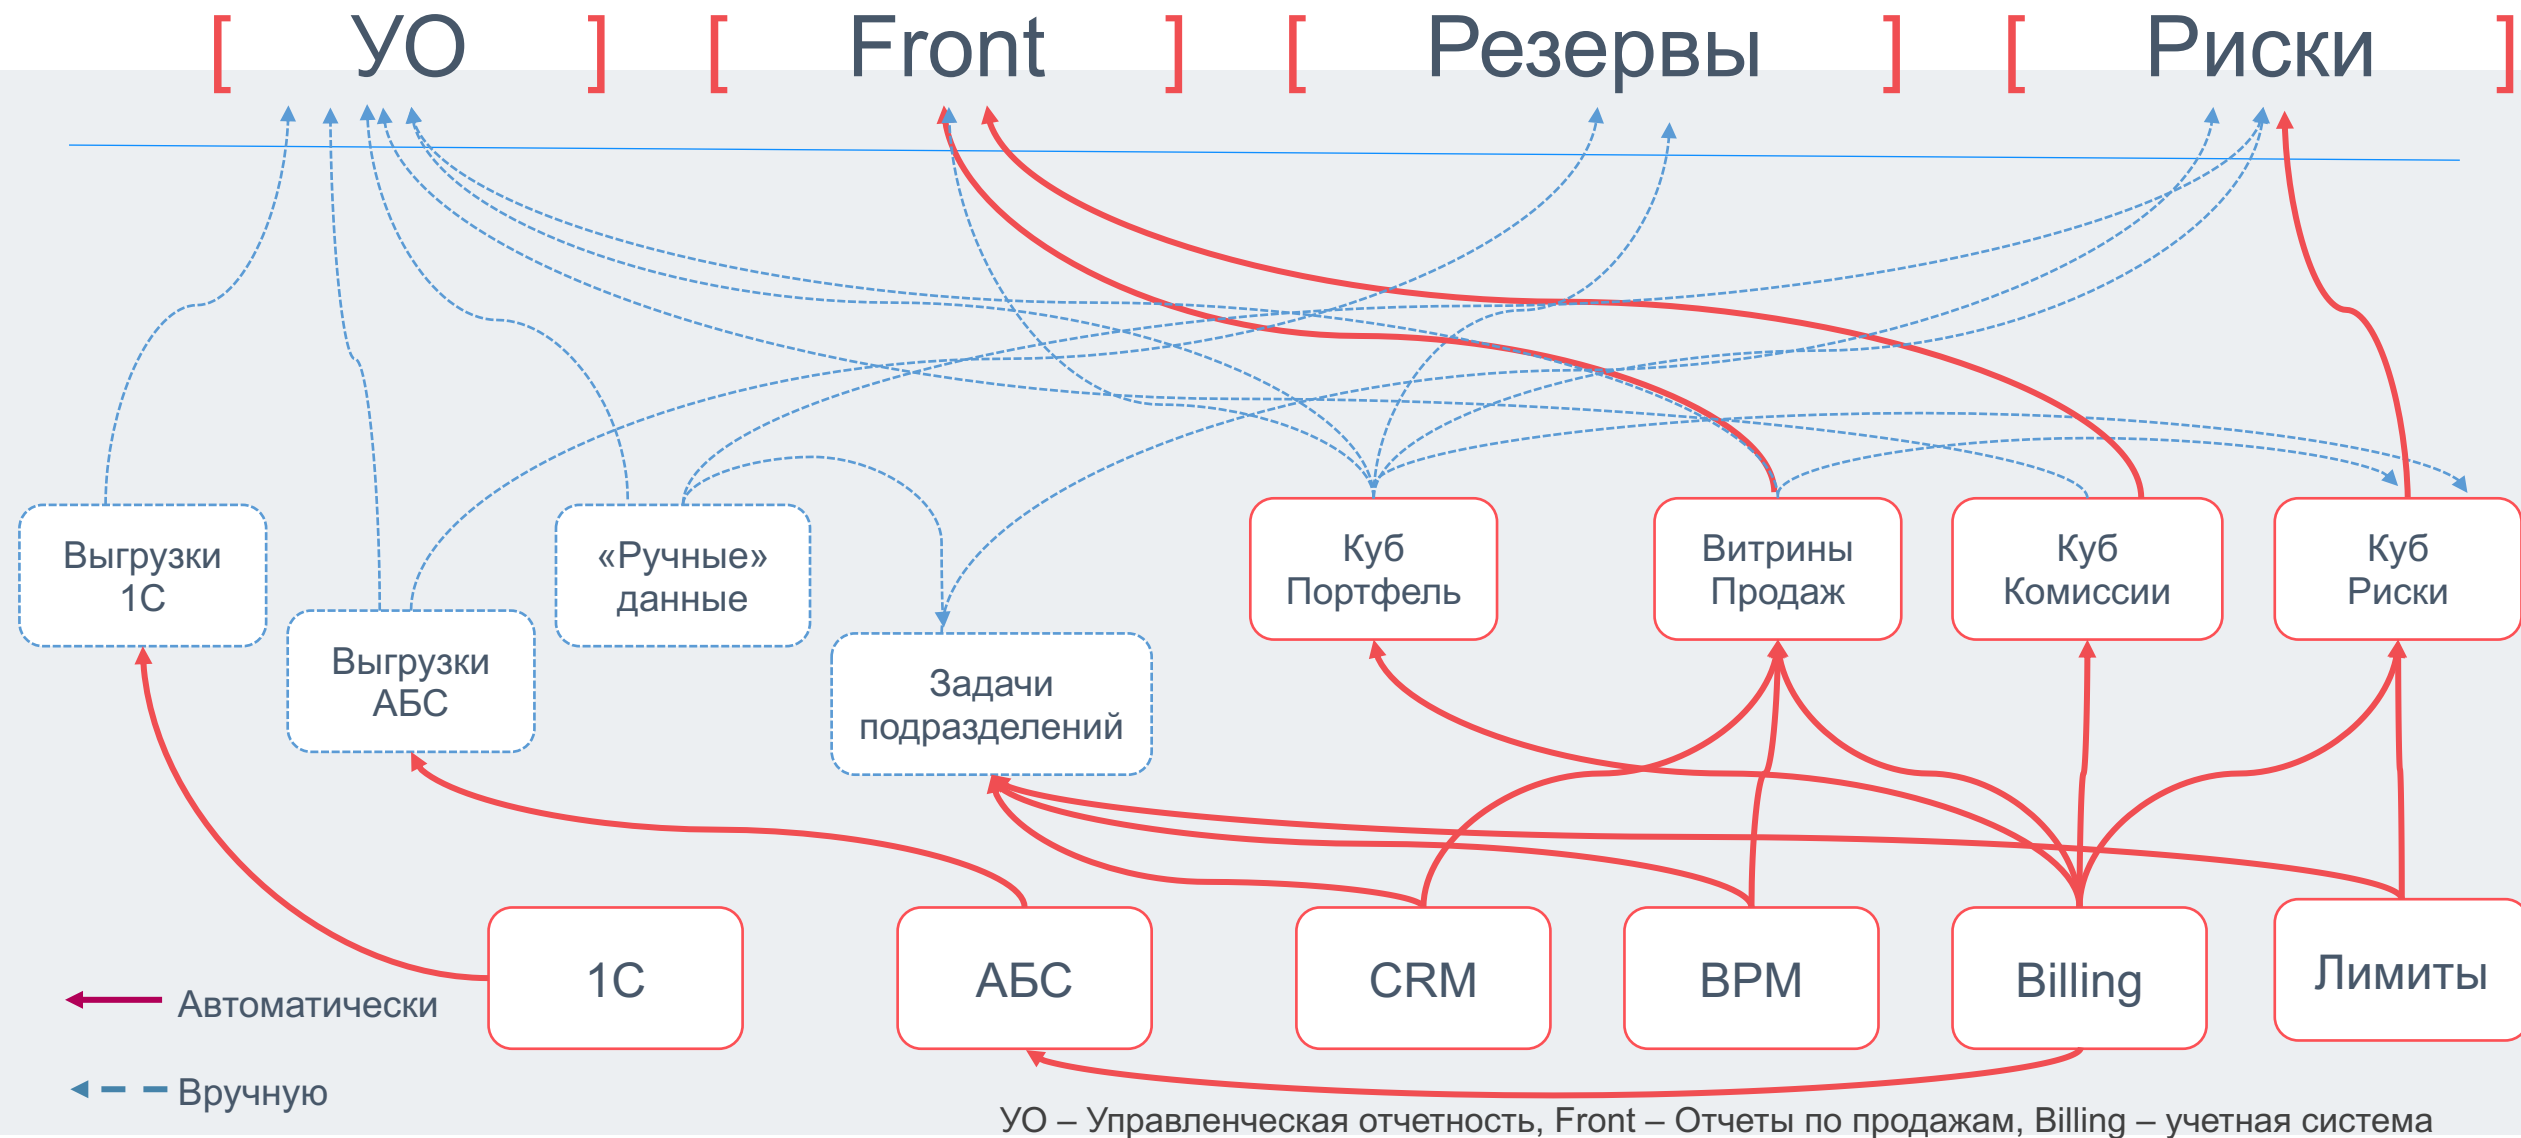 [ УО ] [ Front ] [ Резервы ] [ Риски ]
Выгрузки
1С
Выгрузки
АБС
«Ручные»
данные
Задачи
подразделений
Куб
Портфель
Витрины
Продаж
Куб
Комиссии
Куб
Риски
1С
АБС
CRM
BPM
Billing
Лимиты
Автоматически
Вручную
УО – Управленческая отчетность, Front – Отчеты по продажам, Billing – учетная система